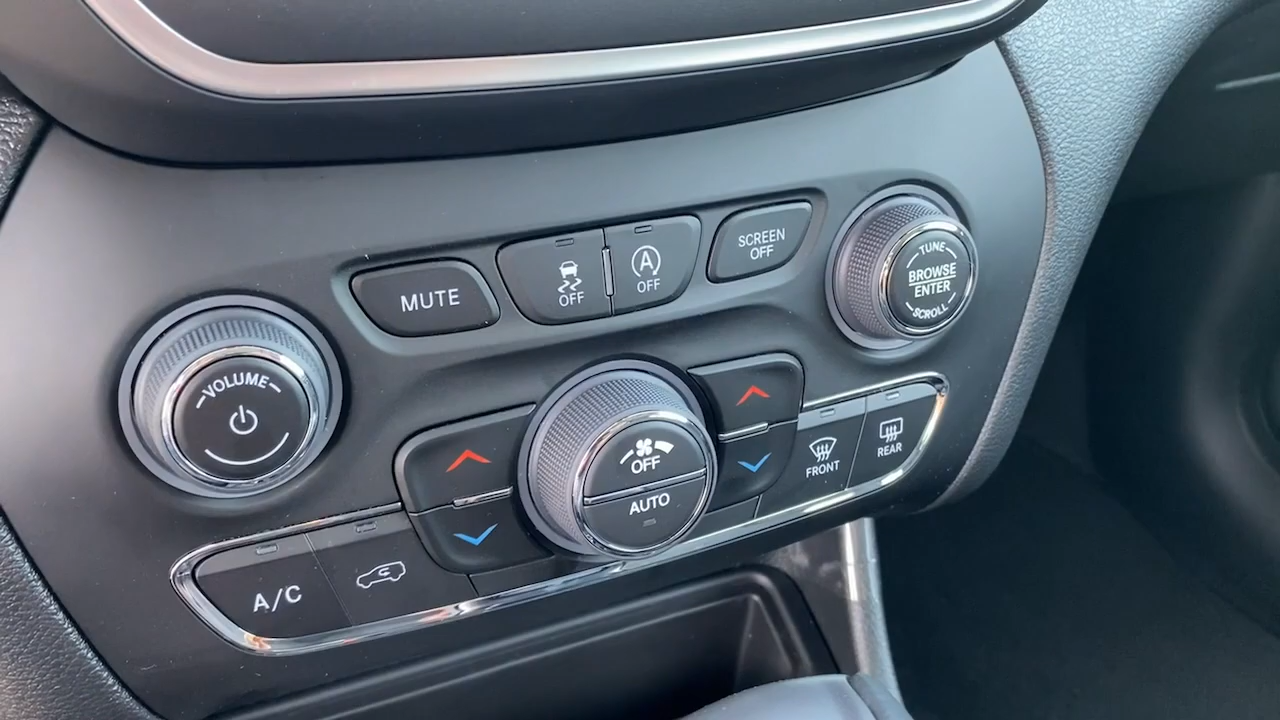 MUTE
OFF
A
OFF
SCREEN
OFF
TUNE
BROWSE
ENTER
SCROLL
VOLUME
OFF
AUTO
FRONT
REAR
A/C